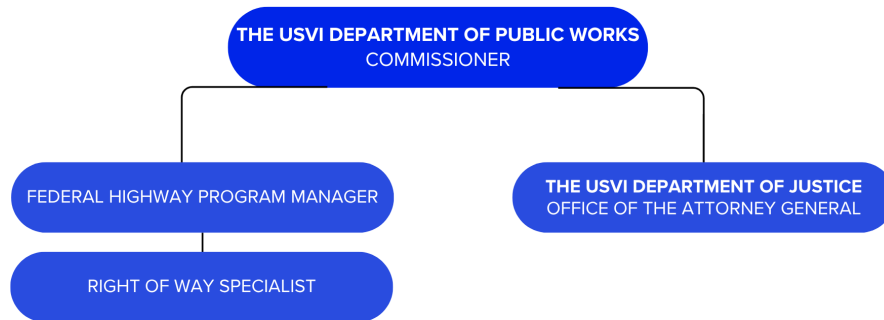 THE USVI DEPARTMENT OF PUBLIC WORKS
COMMISSIONER
FEDERAL HIGHWAY PROGRAM MANAGER
THE USVI DEPARTMENT OF JUSTICE
OFFICE OF THE ATTORNEY GENERAL
RIGHT OF WAY SPECIALIST